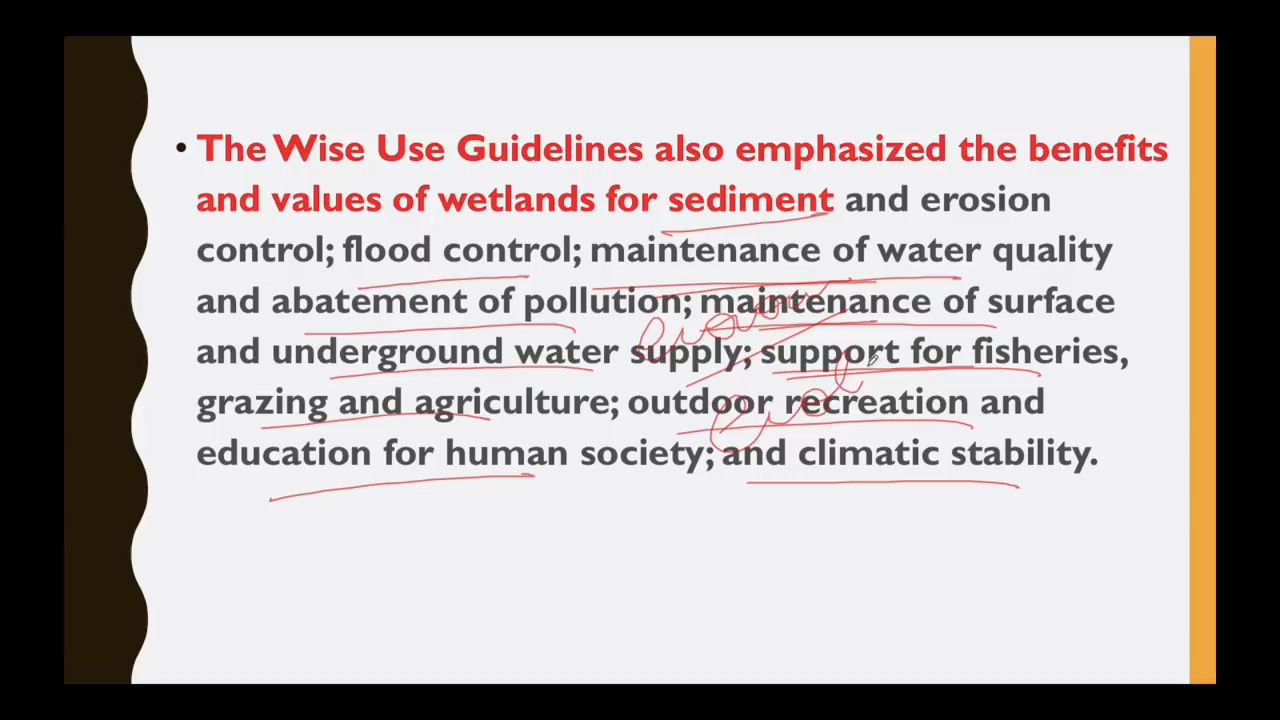 • The Wise Use Guidelines also emphasized the benefits
and values of wetlands for sediment and erosion
control; flood control; maintenance of water quality
and abatement of pollution; maintenance of surface
and underground water supply; support for fisheries,
grazing and agriculture; outdoor recreation and
education for human society; and climatic stability.